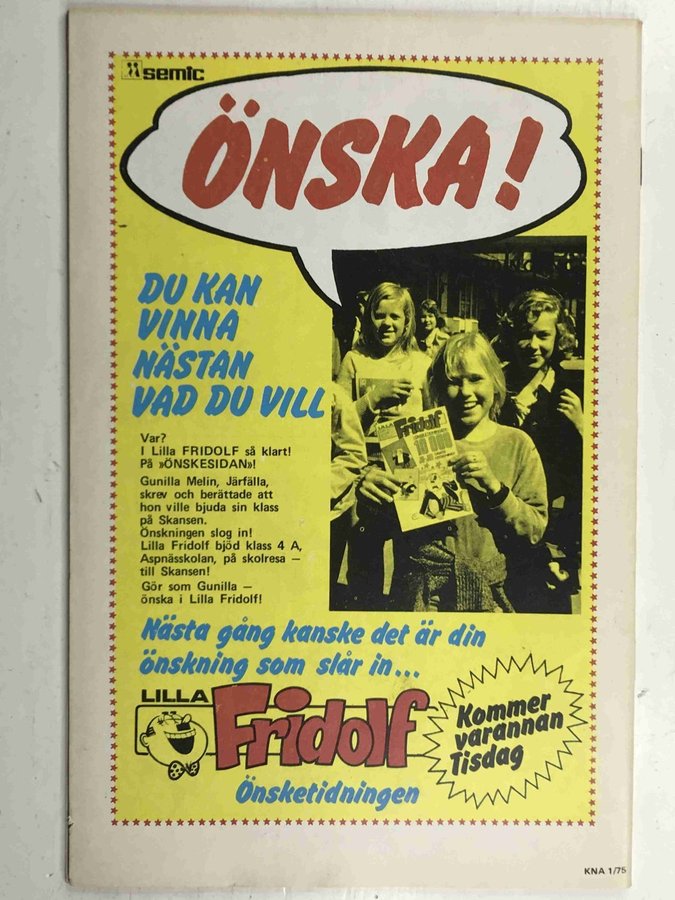 semic
ÖNSKA!
DU KAN
VINNA
NÄSTAN
VAD DU VILL
Var?
I Lilla FRIDOLF så klart!
På »ÖNSKESIDAN»!
Gunilla Melin, Järfälla,
skrev och berättade att
hon ville bjuda sin klass
på Skansen.
Önskningen slog in!
Lilla Fridolf bjöd klass 4 A,
Aspnässkolan, på skolresa —
till Skansen!
Gör som Gunilla —
önska i Lilla Fridolf!
LILLA
Fridolf
Nästa gång kanske det är din
önskning som slår in...
LILLA
Fridolf
Kommer
varannan
Tisdag
Önsketidningen
KNA 1/75